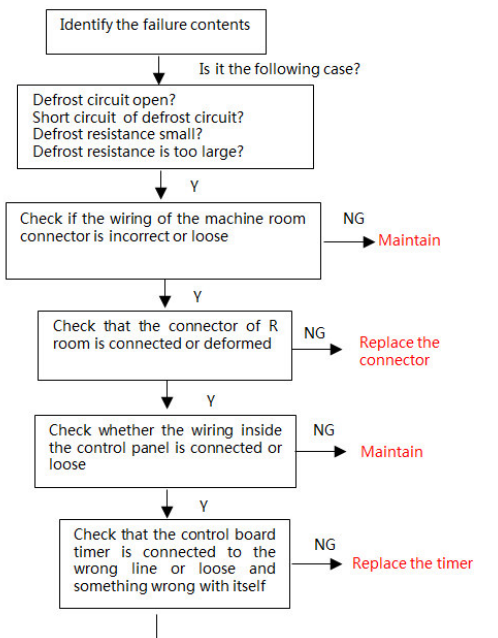 Identify the failure contents
Is it the following case?
Defrost circuit open?
Short circuit of defrost circuit?
Defrost resistance small?
Defrost resistance is too large?
Y
Check if the wiring of the machine room
connector is incorrect or loose
NG
Maintain
Y
Check that the connector of R
room is connected or deformed
NG
Replace the
connector
Y
Check whether the wiring inside
the control panel is connected or
loose
NG
Maintain
Y
Check that the control board
timer is connected to the
wrong line or loose and
something wrong with itself
NG
Replace the timer